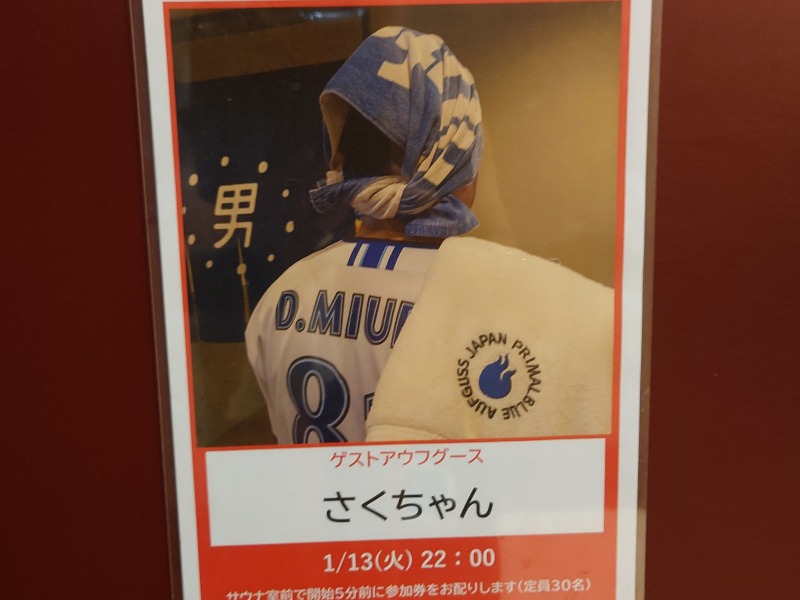 男
D.MIU
8
JAPAN PRIMAL BLUE AUFGUSS
ゲストアウフグース
さくちゃん
1/13(火) 22：00
サウナ室前で開始5分前に参加券をお配りします(定員30名)